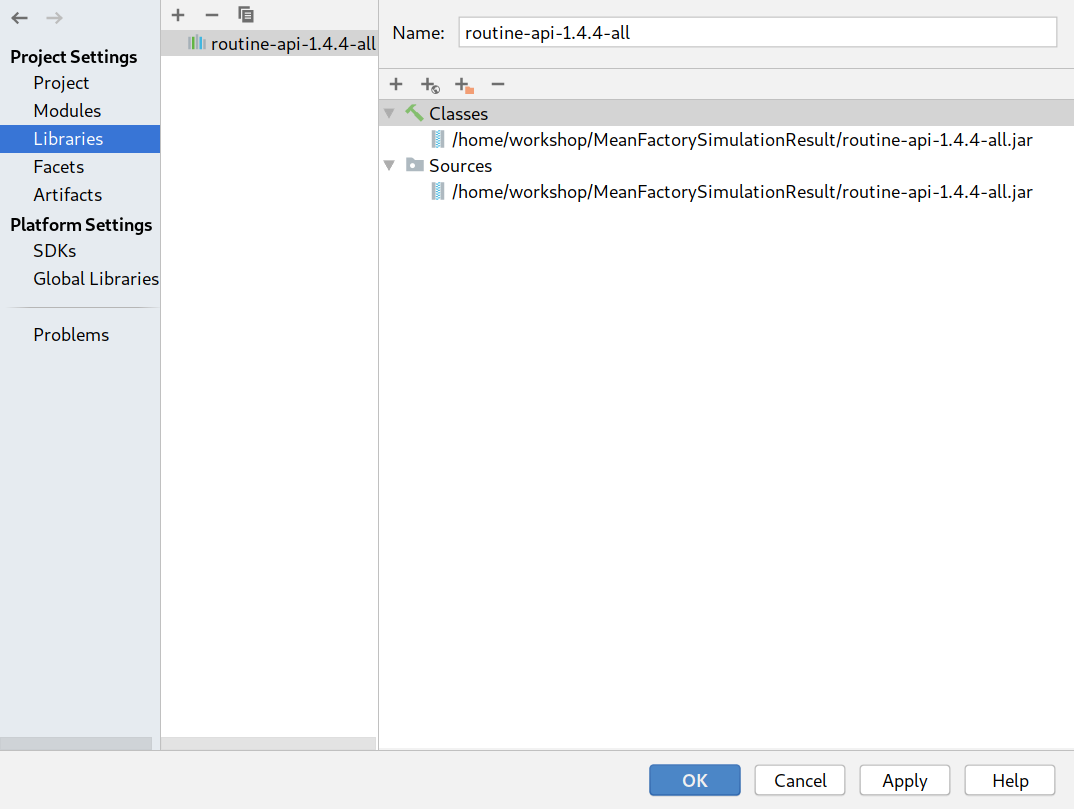 Project Settings
Project
Modules
Libraries
Facets
Artifacts
Platform Settings
SDKs
Global Libraries
Problems
routine-api-1.4.4-all
Name: routine-api-1.4.4-all
Classes
/home/workshop/MeanFactorySimulationResult/routine-api-1.4.4-all.jar
Sources
/home/workshop/MeanFactorySimulationResult/routine-api-1.4.4-all.jar
OK Cancel Apply Help